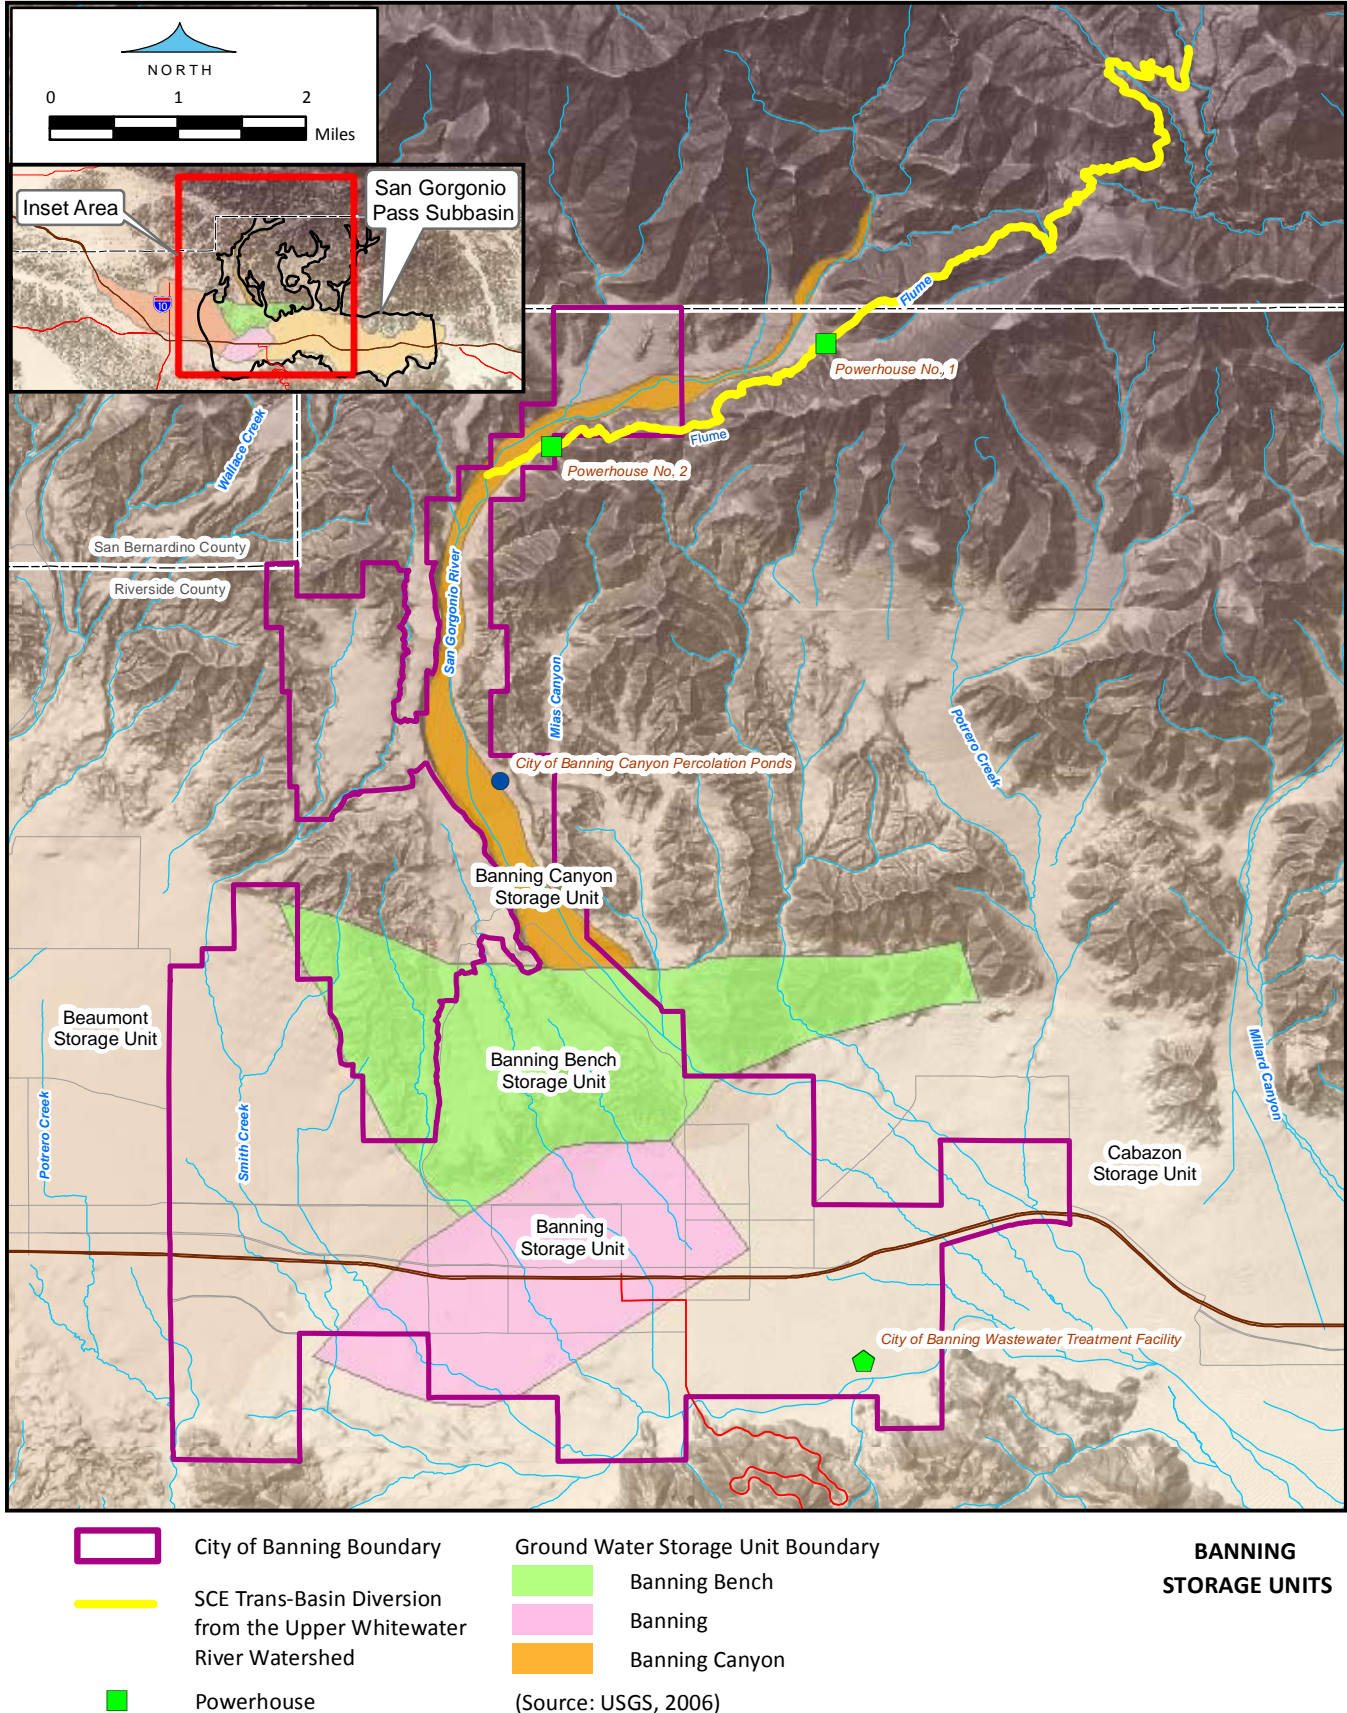 NORTH
0 1 2
Miles
Inset Area
San Gorgonio
Pass Subbasin
10
Flume
Powerhouse No. 1
Flume
Powerhouse No. 2
Wallace Creek
San Bernardino County
Riverside County
San Gorgonio River
Mias Canyon
Potrero Creek
City of Banning Canyon Percolation Ponds
Banning Canyon
Storage Unit
Beaumont
Storage Unit
Banning Bench
Storage Unit
Millard Canyon
Potrero Creek
Smith Creek
Cabazon
Storage Unit
Banning
Storage Unit
City of Banning Wastewater Treatment Facility
City of Banning Boundary
SCE Trans-Basin Diversion
from the Upper Whitewater
River Watershed
Powerhouse
Ground Water Storage Unit Boundary
Banning Bench
Banning
Banning Canyon
(Source: USGS, 2006)
BANNING
STORAGE UNITS